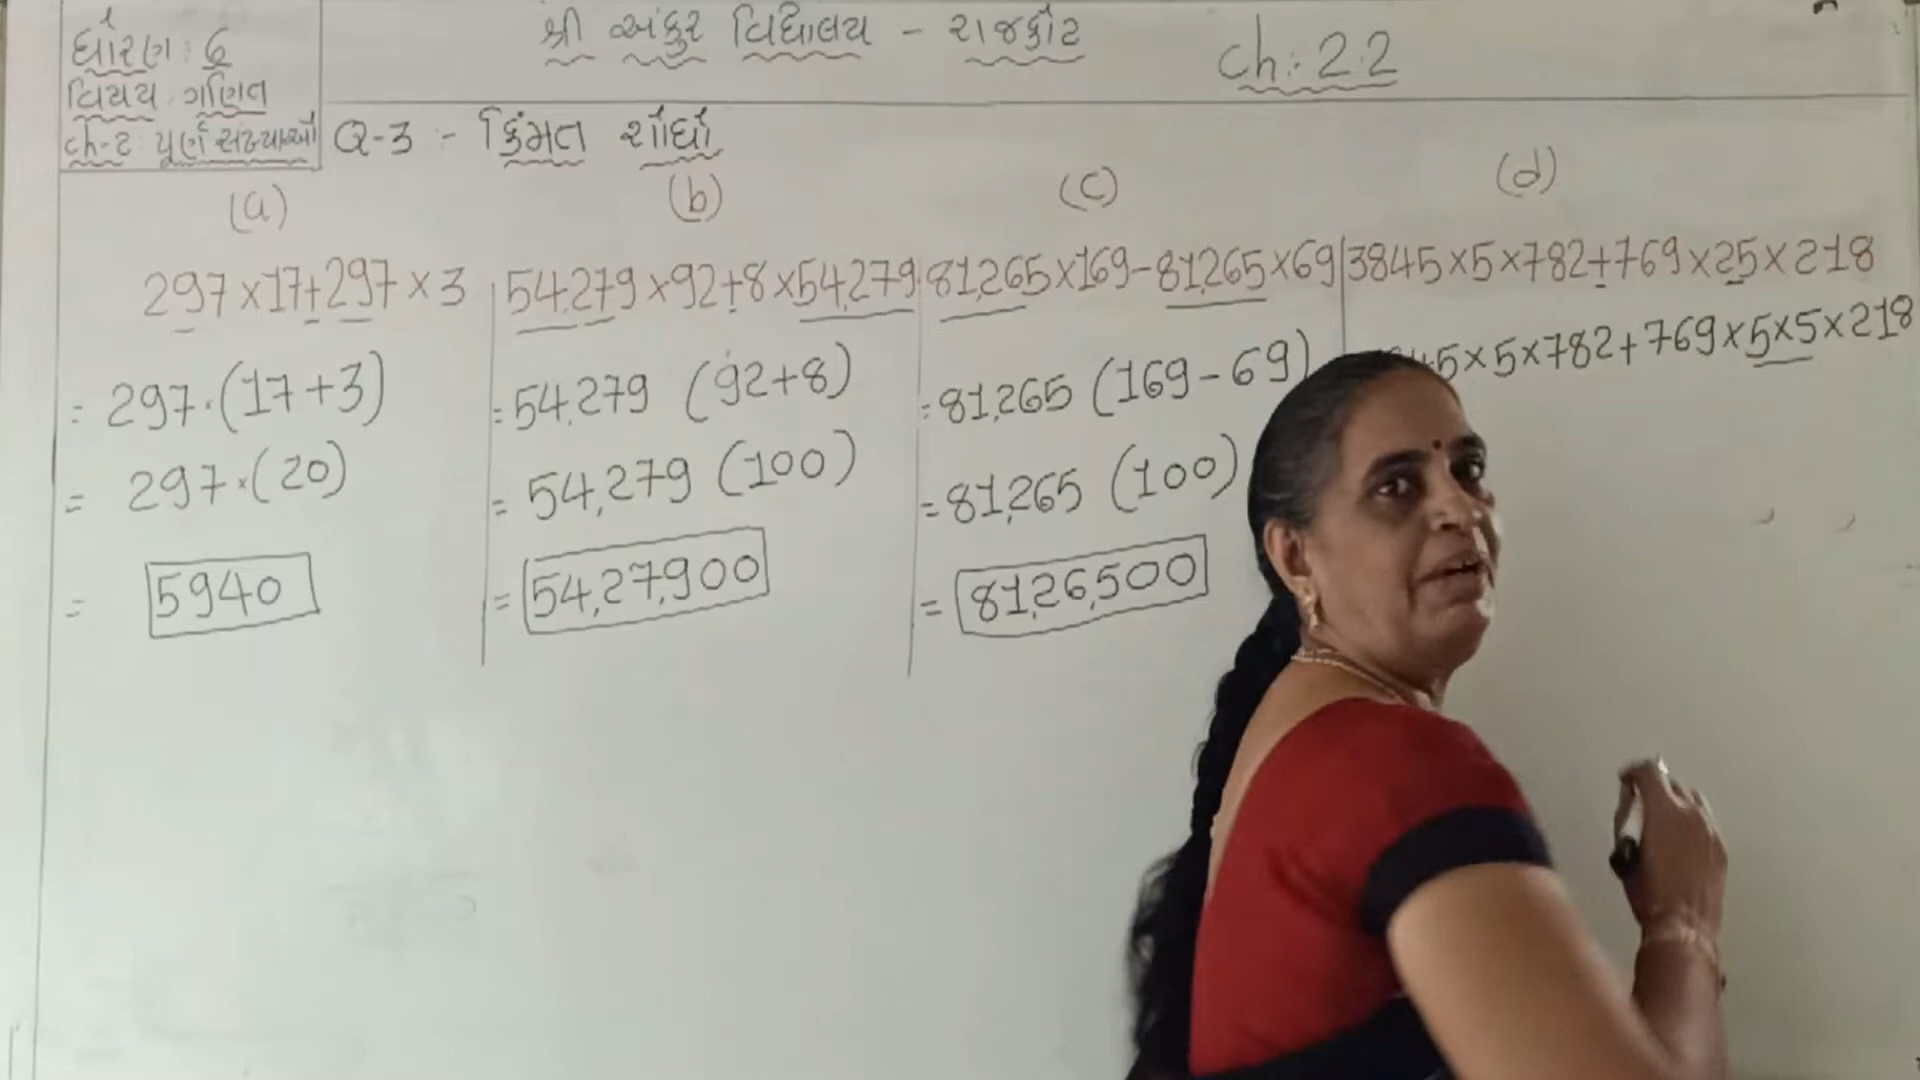 ધોરણ : ૬
વિષય ગણિત
ch-૨ પૂર્ણ સંખ્યાઓ
શ્રી અંકુર વિદ્યાલય - રાજકોટ
ch:- 2.2
Q-3 :- કિંમત શોધો
(a)
297×17+297×3
= 297·(17+3)
= 297·(20)
= 5940
(b)
54,279×92+8×54,279
= 54,279 (92+8)
= 54,279 (100)
= 54,27,900
(c)
81,265×169-81,265×69
= 81,265 (169-69)
= 81,265 (100)
= 81,26,500
(d)
3845×5×782+769×25×218
5×5×782+769×5×5×218